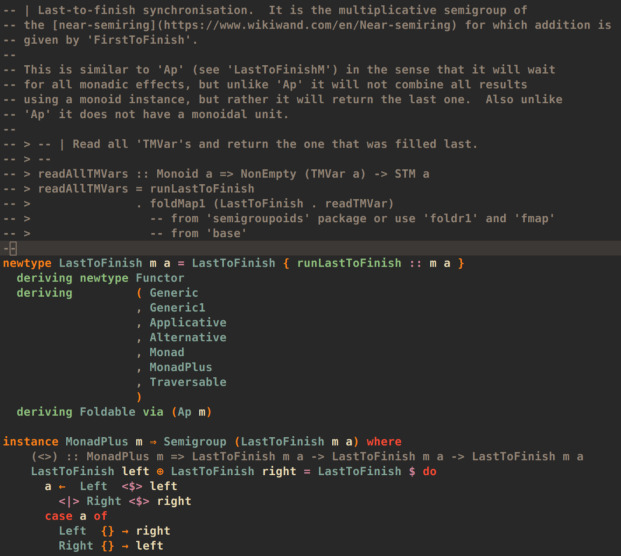 -- | Last-to-finish synchronisation.  It is the multiplicative semigroup of
-- the [near-semiring](https://www.wikiwand.com/en/Near-semiring) for which addition is
-- given by 'FirstToFinish'.
--
-- This is similar to 'Ap' (see 'LastToFinishM') in the sense that it will wait
-- for all monadic effects, but unlike 'Ap' it will not combine all results
-- using a monoid instance, but rather it will return the last one.  Also unlike
-- 'Ap' it does not have a monoidal unit.
--
-- > -- | Read all 'TMVar's and return the one that was filled last.
-- > --
-- > readAllTMVars :: Monoid a => NonEmpty (TMVar a) -> STM a
-- > readAllTMVars = runLastToFinish
-- >               . foldMap1 (LastToFinish . readTMVar)
-- >                 -- from 'semigroupoids' package or use 'foldr1' and 'fmap'
-- >                 -- from 'base'
--
newtype LastToFinish m a = LastToFinish { runLastToFinish :: m a }
  deriving newtype Functor
  deriving         ( Generic
                   , Generic1
                   , Applicative
                   , Alternative
                   , Monad
                   , MonadPlus
                   , Traversable
                   )
  deriving Foldable via (Ap m)
instance MonadPlus m ⇒ Semigroup (LastToFinish m a) where
    (<>) :: MonadPlus m => LastToFinish m a -> LastToFinish m a -> LastToFinish m a
    LastToFinish left ⊕ LastToFinish right = LastToFinish $ do
      a ←  Left  <$> left
        <|> Right <$> right
      case a of
        Left  {} → right
        Right {} → left